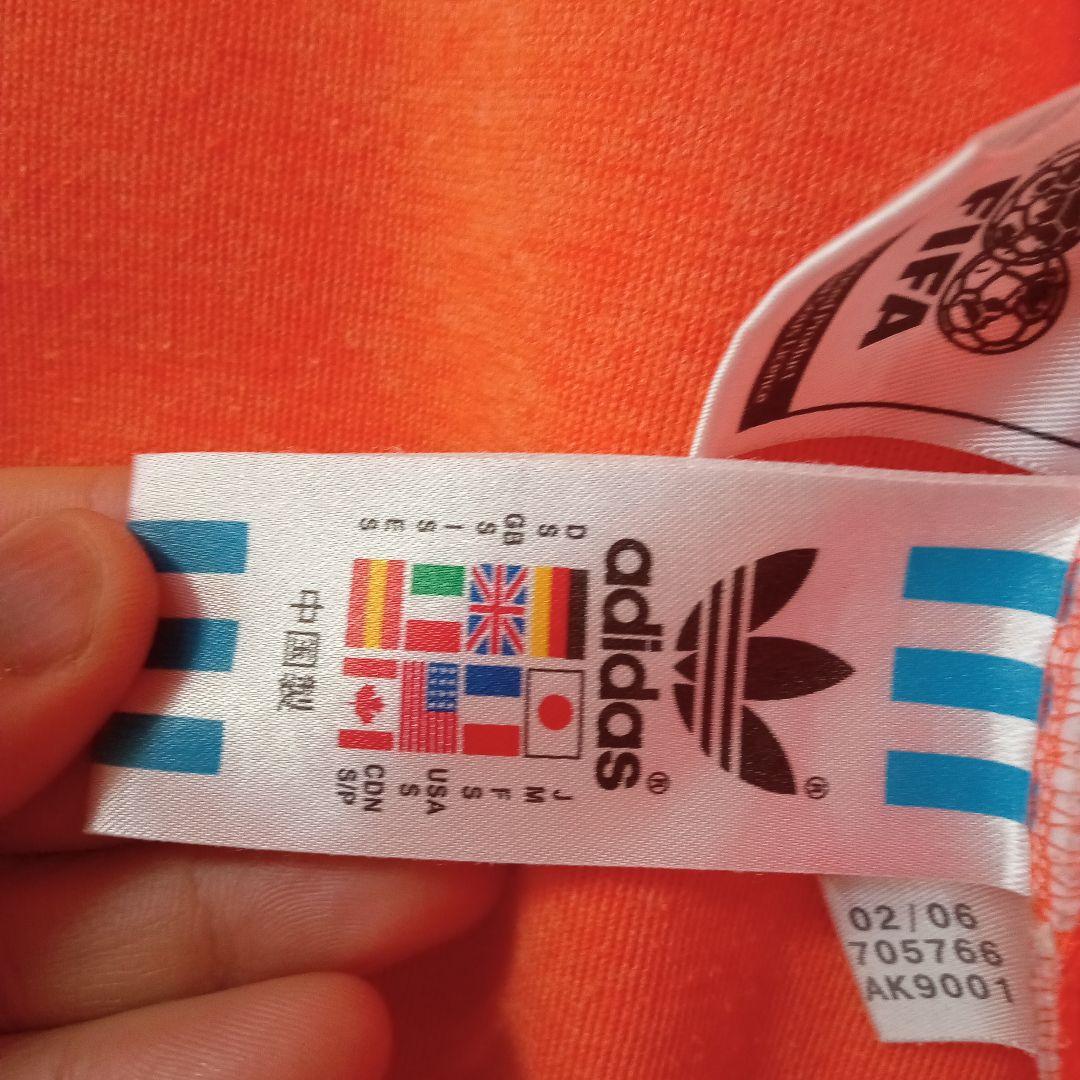 FIFA
®
adidas®
D
S
GB
S
I
S
E
S
J
M
F
S
USA
S
CDN
S/P
中国製
02/06
705766
AK9001